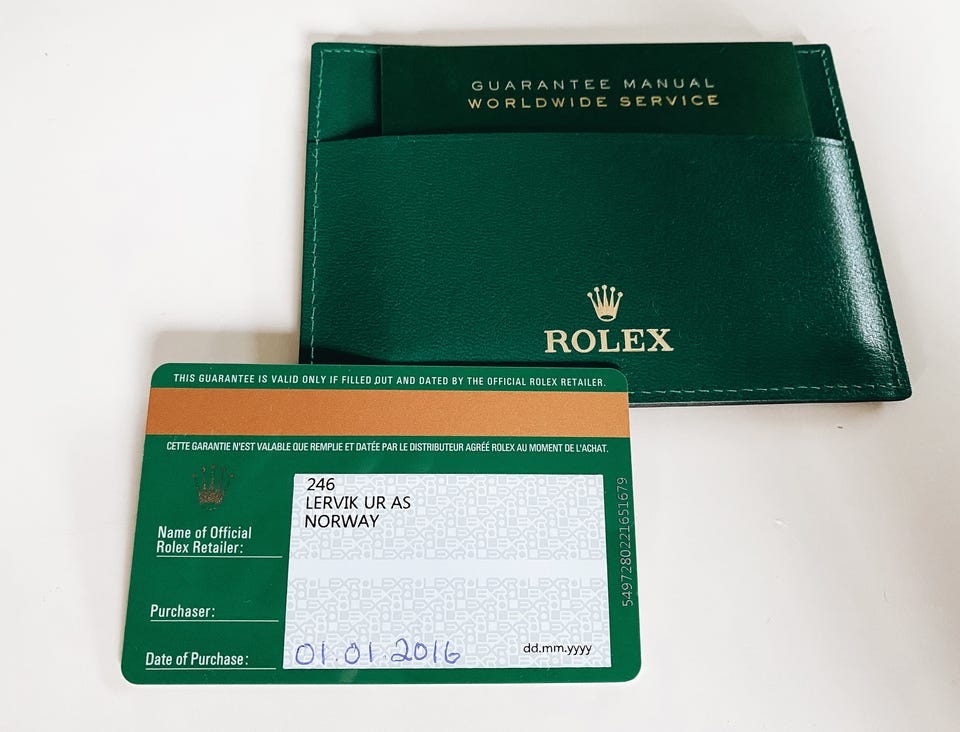 GUARANTEE MANUAL
WORLDWIDE SERVICE
ROLEX
THIS GUARANTEE IS VALID ONLY IF FILLED OUT AND DATED BY THE OFFICIAL ROLEX RETAILER.
CETTE GARANTIE N'EST VALABLE QUE REMPLIE ET DATÉE PAR LE DISTRIBUTEUR AGRÉÉ ROLEX AU MOMENT DE L'ACHAT.
246
LERVIK UR AS
NORWAY
Name of Official
Rolex Retailer:
Purchaser:
Date of Purchase:
01.01.2016
dd.mm.yyyy
5497280221651679